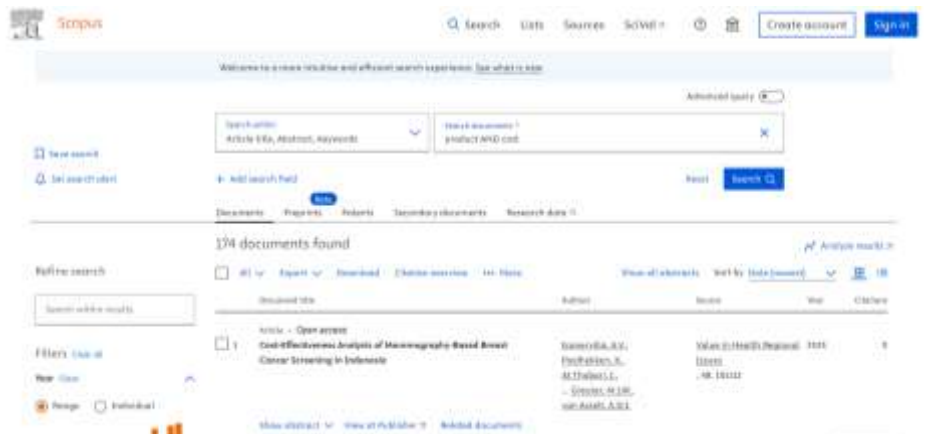 Scopus
Search Lists Sources SciVal
Create account Sign in
Welcome to a more intuitive and efficient search experience. See what is new
Advanced query
Search within
Article title, Abstract, Keywords
Search documents
product AND cost
Save search
Set search alert
Add search field
Reset Search
Beta
Documents Preprints Patents Secondary documents Research data
174 documents found
Analyze results
Refine search
All Export Download Citation overview More
Show all abstracts Sort by Date (newest)
Search within results
Document title Authors Source Year Citations
Article • Open access
1 Cost-Effectiveness Analysis of Mammography-Based Breast
Cancer Screening in Indonesia
Value in Health Regional
Issues
0
Filters Clear all
Year Clear
Range Individual
Greuter, M.J.W.,
van Asselt, A.D.I.
Show abstract View at Publisher Related documents